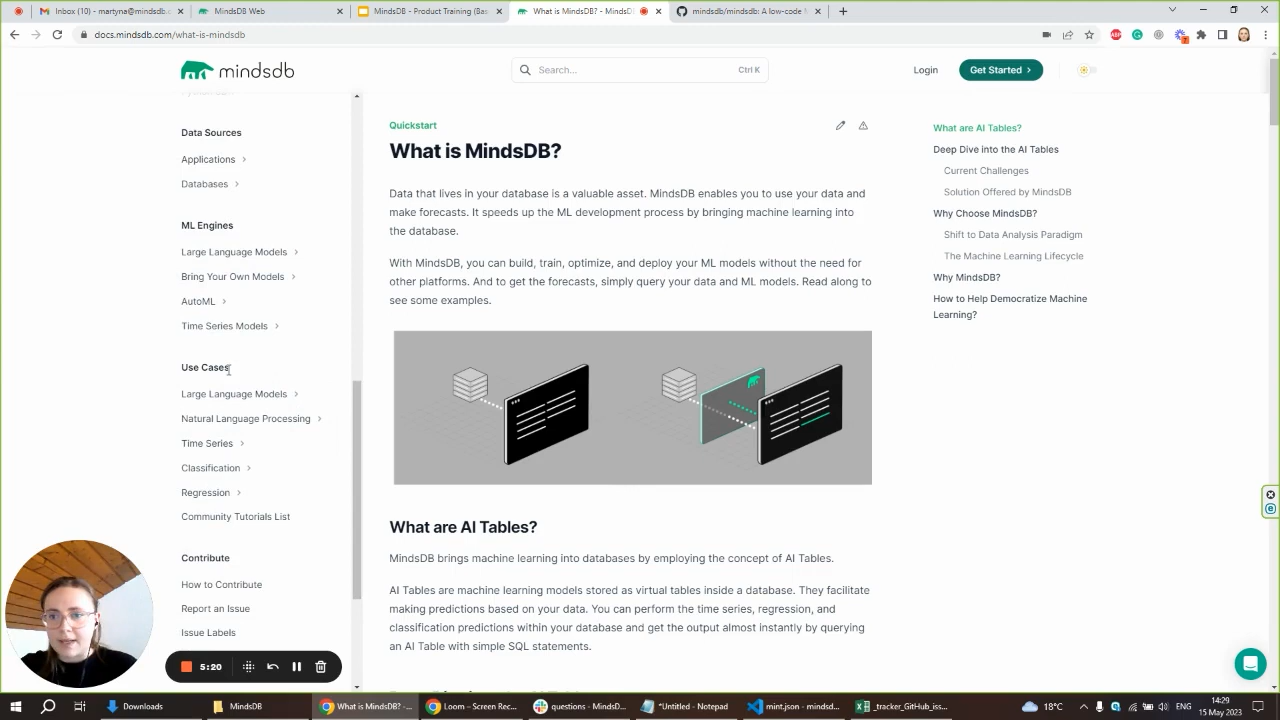 Inbox (10) - martyna@mindsdb.co
MindsDB Web
MindsDB - Product Training (Bas
What is MindsDB? - MindsD
mindsdb/mindsdb: A low-code
docs.mindsdb.com/what-is-mindsdb
mindsdb
Search...
Ctrl K
Login
Get Started
Data Sources
Applications
Databases
ML Engines
Large Language Models
Bring Your Own Models
AutoML
Time Series Models
Use Cases
Large Language Models
Natural Language Processing
Time Series
Classification
Regression
Community Tutorials List
Contribute
How to Contribute
Report an Issue
Issue Labels
5:20
Quickstart
What is MindsDB?
Data that lives in your database is a valuable asset. MindsDB enables you to use your data and
make forecasts. It speeds up the ML development process by bringing machine learning into
the database.
With MindsDB, you can build, train, optimize, and deploy your ML models without the need for
other platforms. And to get the forecasts, simply query your data and ML models. Read along to
see some examples.
What are AI Tables?
MindsDB brings machine learning into databases by employing the concept of AI Tables.
AI Tables are machine learning models stored as virtual tables inside a database. They facilitate
making predictions based on your data. You can perform the time series, regression, and
classification predictions within your database and get the output almost instantly by querying
an AI Table with simple SQL statements.
What are AI Tables?
Deep Dive into the AI Tables
Current Challenges
Solution Offered by MindsDB
Why Choose MindsDB?
Shift to Data Analysis Paradigm
The Machine Learning Lifecycle
Why MindsDB?
How to Help Democratize Machine
Learning?
Downloads
MindsDB
What is MindsDB? -...
Loom – Screen Rec...
questions - MindsD...
*Untitled - Notepad
mint.json - mindsd...
_tracker_GitHub_iss...
18°C
ENG
14:29
15 May 2023